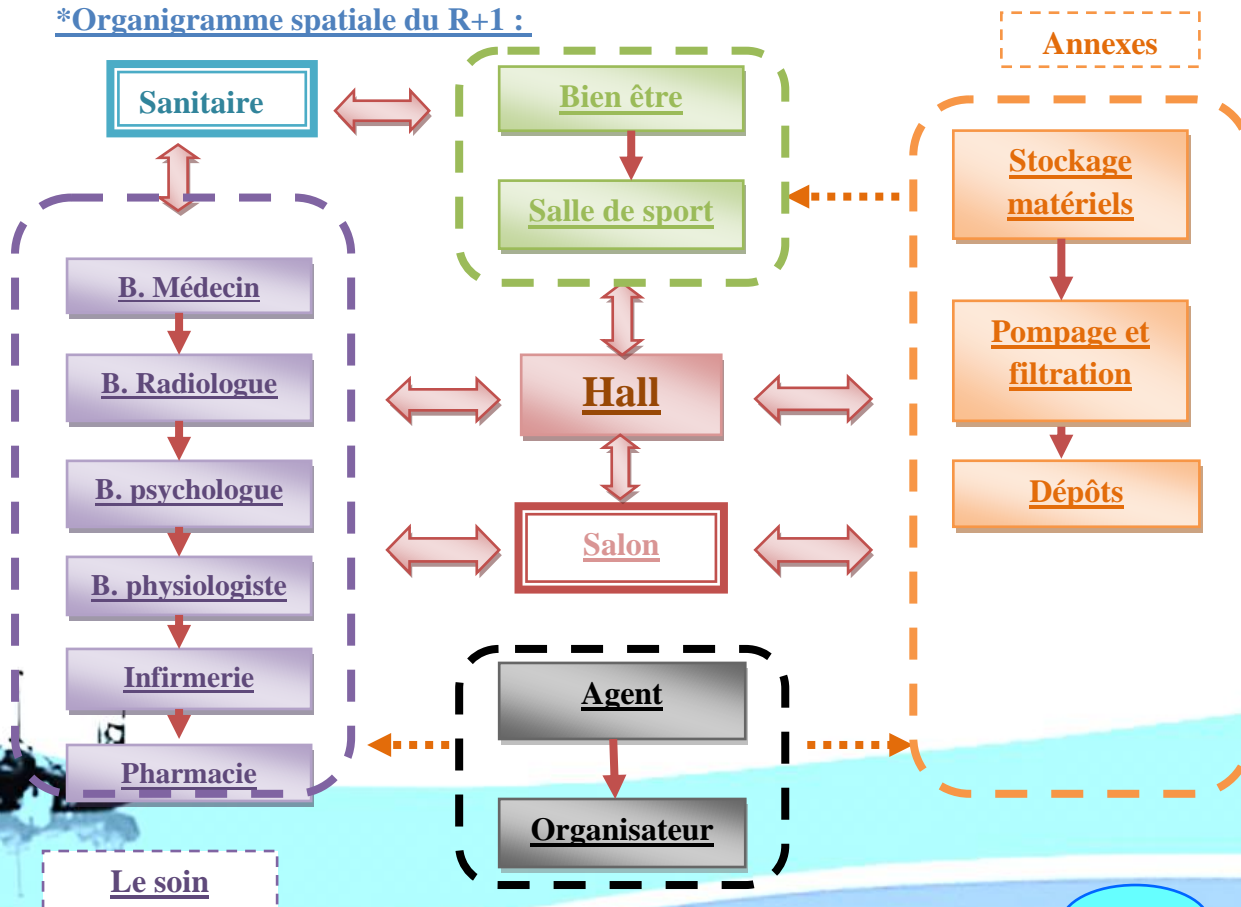 *Organigramme spatiale du R+1 :
Annexes
Sanitaire
Bien être
Salle de sport
Stockage
matériels
Pompage et
filtration
Dépôts
B. Médecin
B. Radiologue
B. psychologue
B. physiologiste
Infirmerie
Pharmacie
Hall
Salon
Agent
Organisateur
Le soin